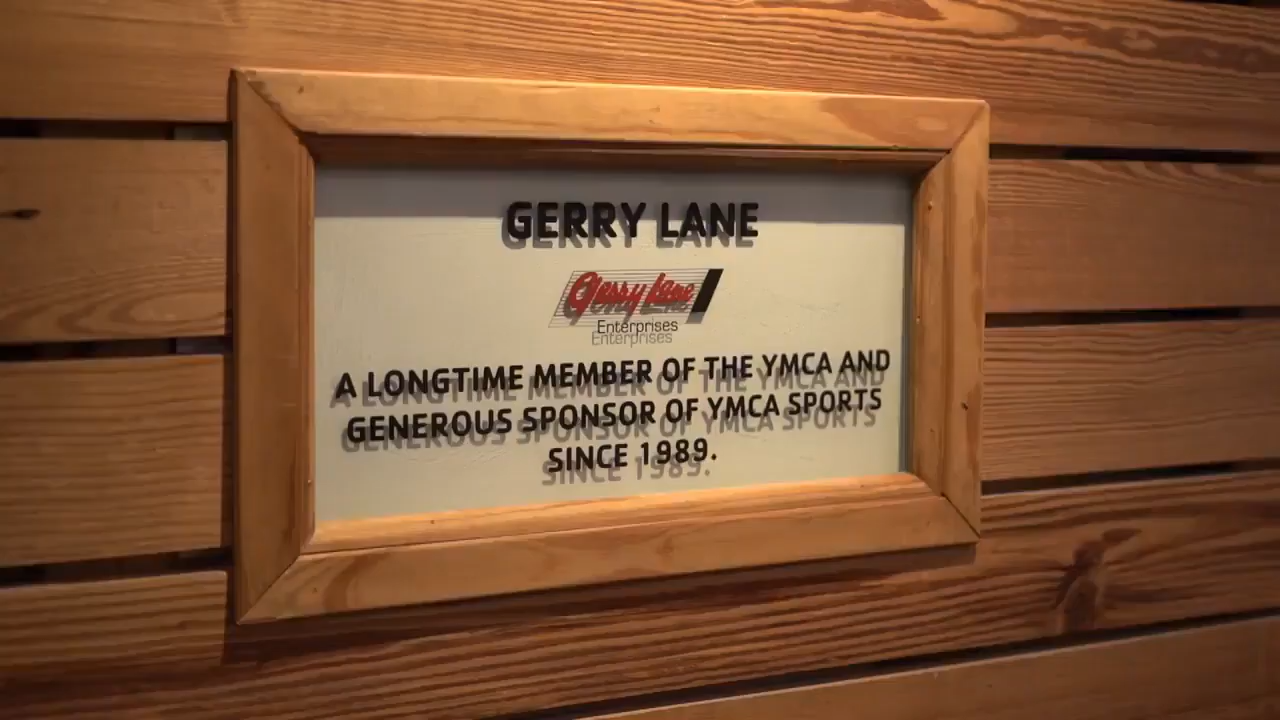 GERRY LANE
Gerry Lane
Enterprises
A LONGTIME MEMBER OF THE YMCA AND
GENEROUS SPONSOR OF YMCA SPORTS
SINCE 1989.